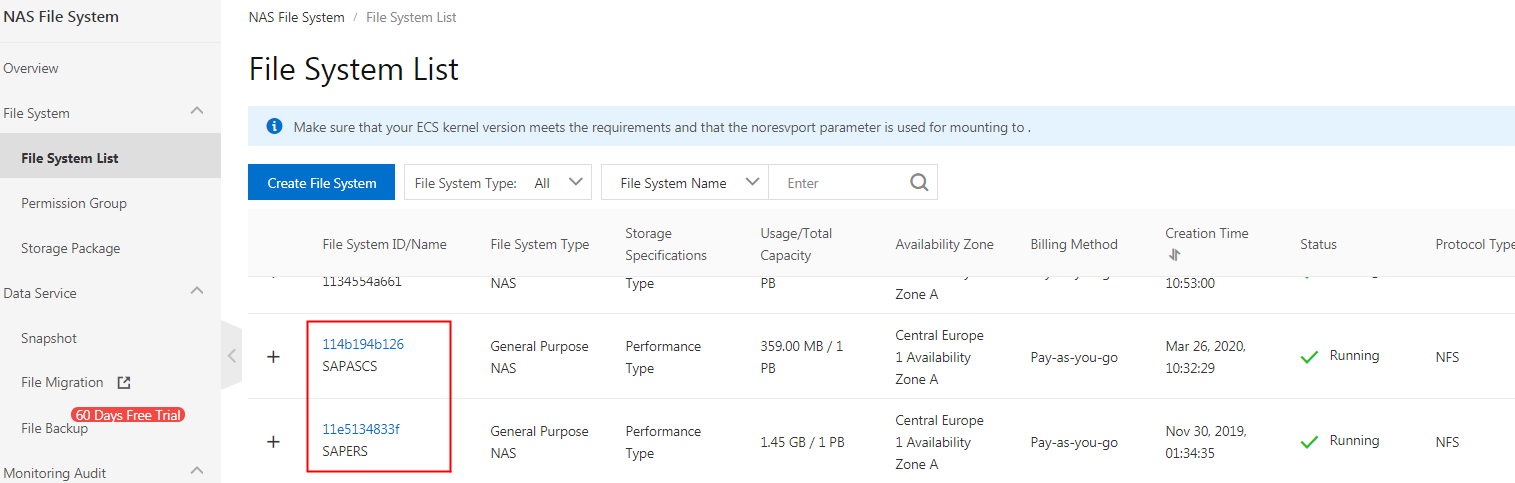 NAS File System
Overview
File System
File System List
Permission Group
Storage Package
Data Service
Snapshot
File Migration
60 Days Free Trial
File Backup
Monitoring Audit
NAS File System / File System List
File System List
Make sure that your ECS kernel version meets the requirements and that the noresvport parameter is used for mounting to .
Create File System
File System Type: All
File System Name
Enter
File System ID/Name
File System Type
Storage
Specifications
Usage/Total
Capacity
Availability Zone
Billing Method
Creation Time
Status
Protocol Type
1134554a661
NAS
Type
PB
Zone A
10:53:00
114b194b126
SAPASCS
General Purpose
NAS
Performance
Type
359.00 MB / 1
PB
Central Europe
1 Availability
Zone A
Pay-as-you-go
Mar 26, 2020,
10:32:29
Running
NFS
11e5134833f
SAPERS
General Purpose
NAS
Performance
Type
1.45 GB / 1 PB
Central Europe
1 Availability
Zone A
Pay-as-you-go
Nov 30, 2019,
01:34:35
Running
NFS